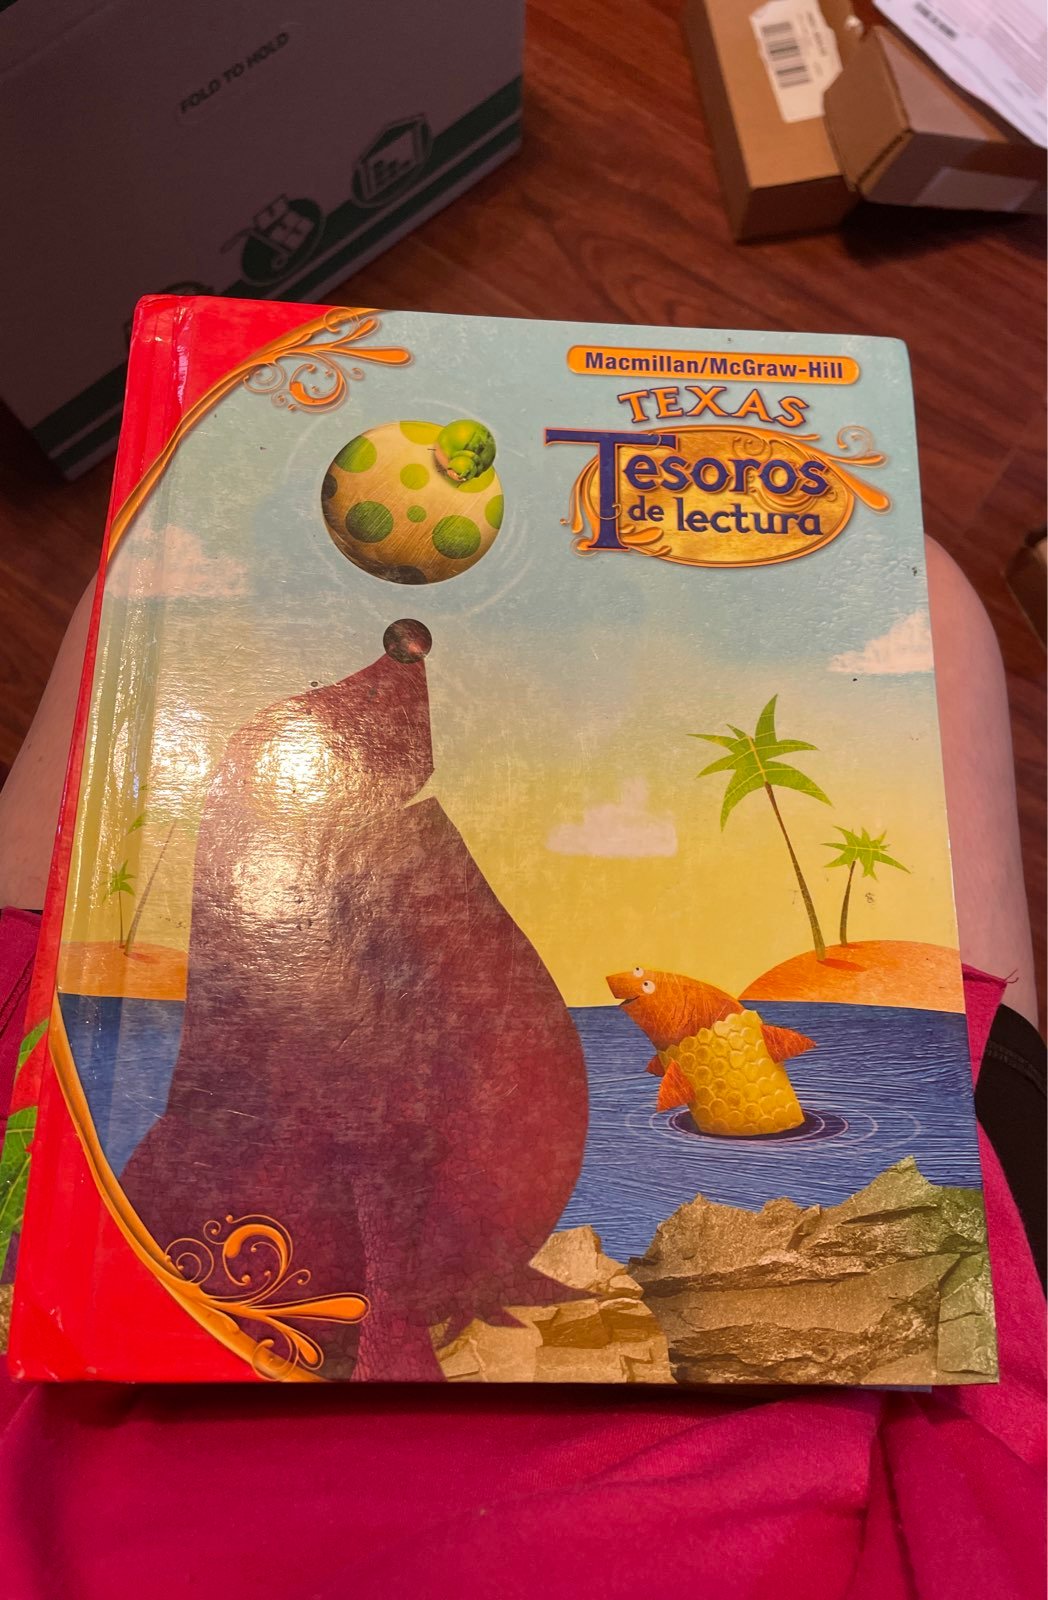 FOLD TO HOLD
Macmillan/McGraw-Hill
TEXAS
Tesoros
de lectura